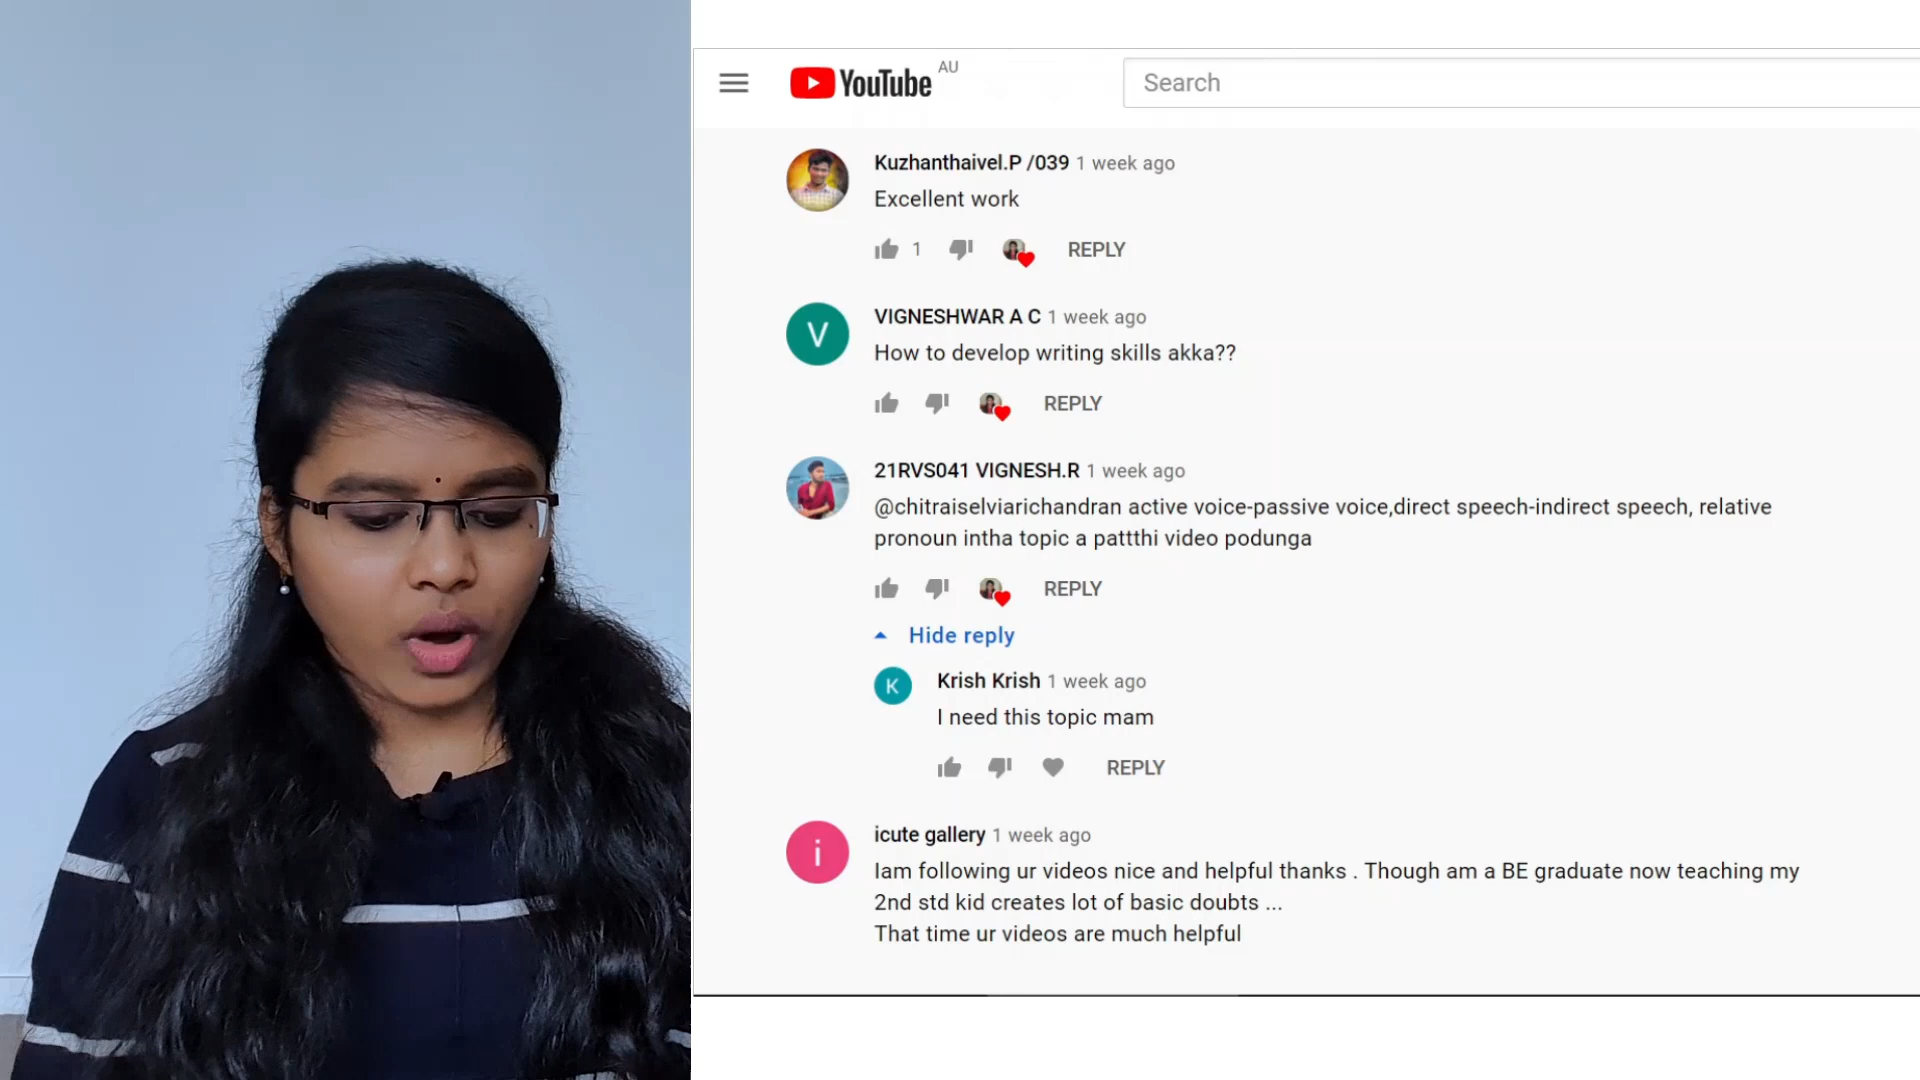 YouTube AU
Search
Kuzhanthaivel.P /039 1 week ago
Excellent work
1 REPLY
V
VIGNESHWAR A C 1 week ago
How to develop writing skills akka??
REPLY
21RVS041 VIGNESH.R 1 week ago
@chitraiselviarichandran active voice-passive voice,direct speech-indirect speech, relative
pronoun intha topic a pattthi video podunga
REPLY
Hide reply
K
Krish Krish 1 week ago
I need this topic mam
REPLY
i
icute gallery 1 week ago
Iam following ur videos nice and helpful thanks . Though am a BE graduate now teaching my
2nd std kid creates lot of basic doubts ...
That time ur videos are much helpful